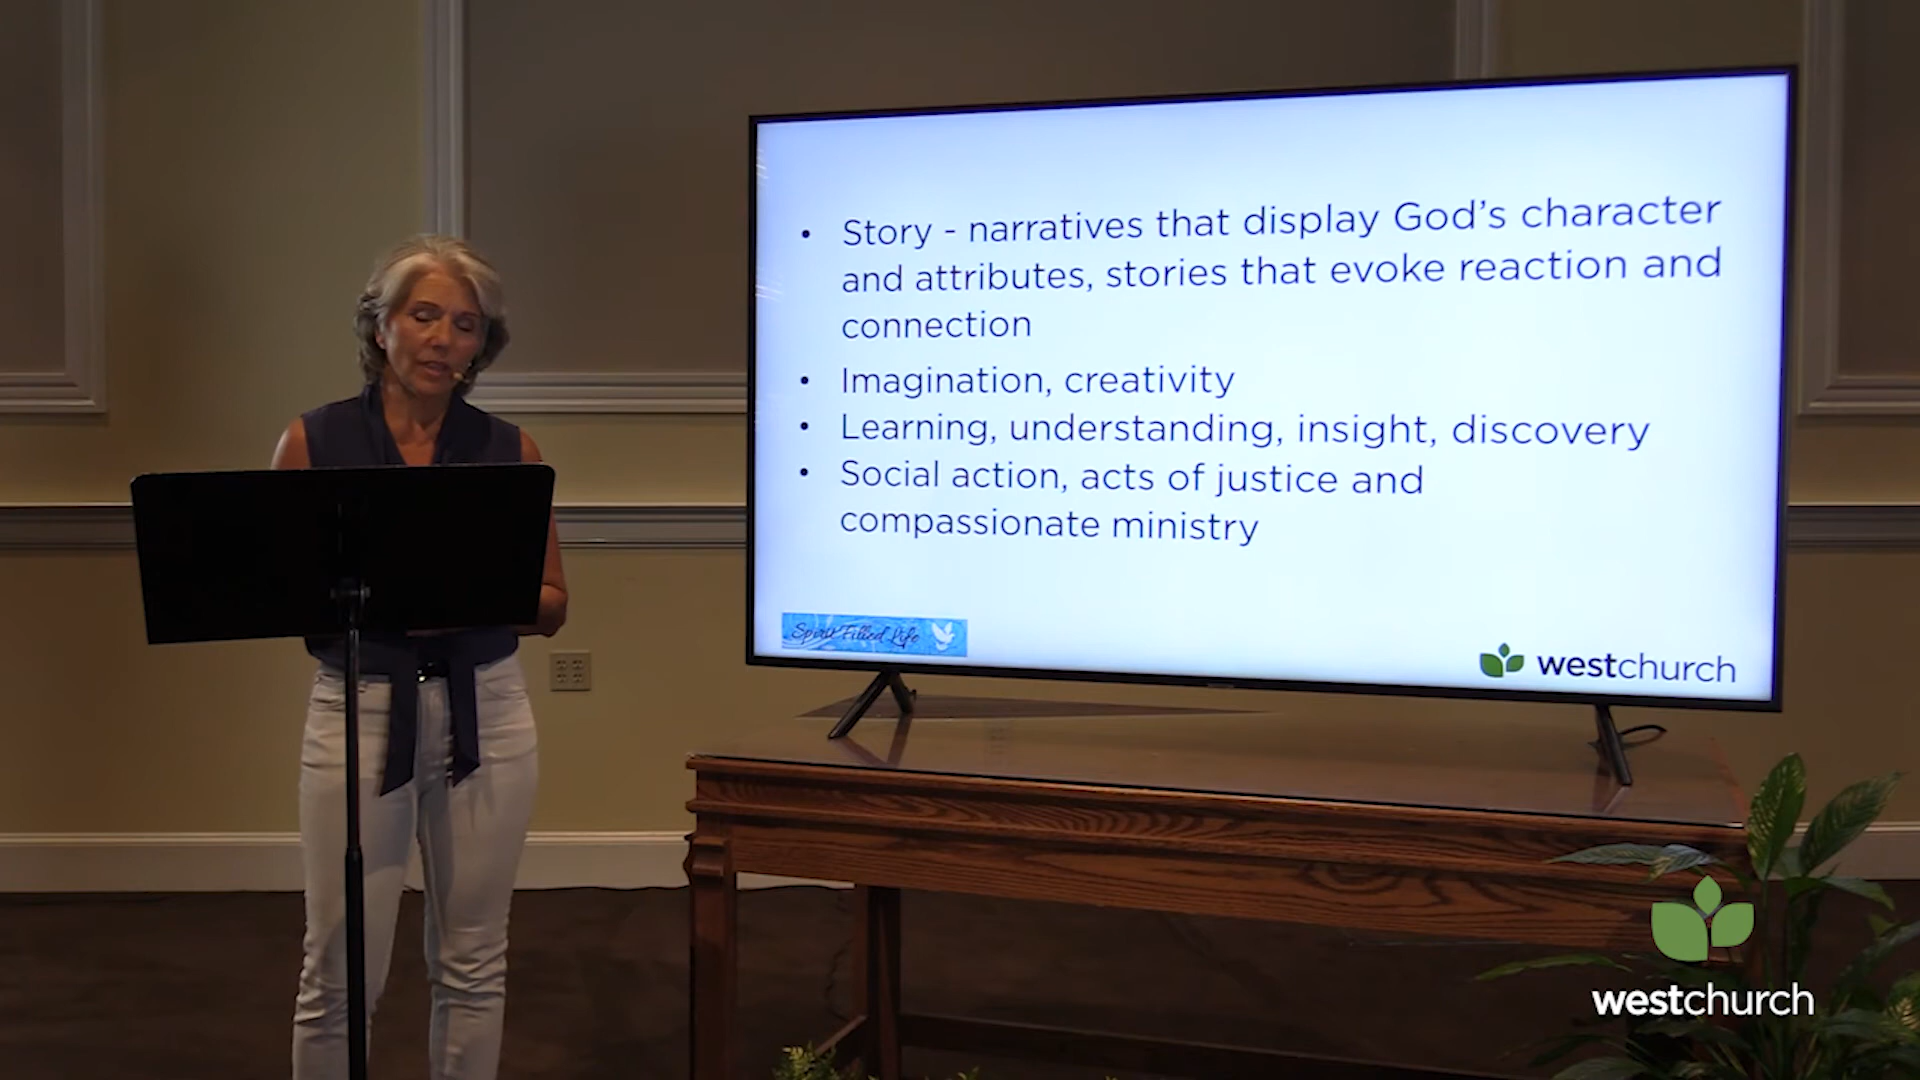 • Story - narratives that display God's character
and attributes, stories that evoke reaction and
connection
• Imagination, creativity
• Learning, understanding, insight, discovery
• Social action, acts of justice and
compassionate ministry
Spirit Filled Life
westchurch
westchurch